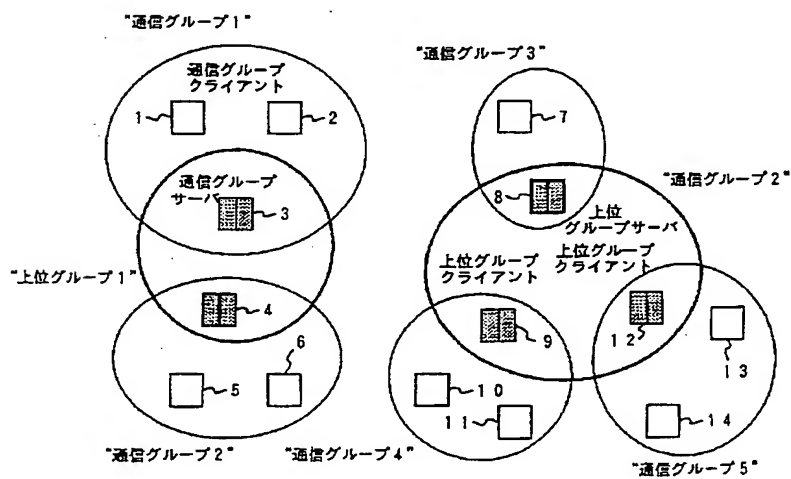 "通信グループ1"
通信グループ
クライアント
1
2
通信グループ
サーバ
3
"上位グループ1"
4
6
5
"通信グループ2"
"通信グループ3"
7
"通信グループ2"
8
上位
グループサーバ
上位グループ
クライアント
上位グループ
クライアント
9
12
13
10
11
14
"通信グループ4"
"通信グループ5"